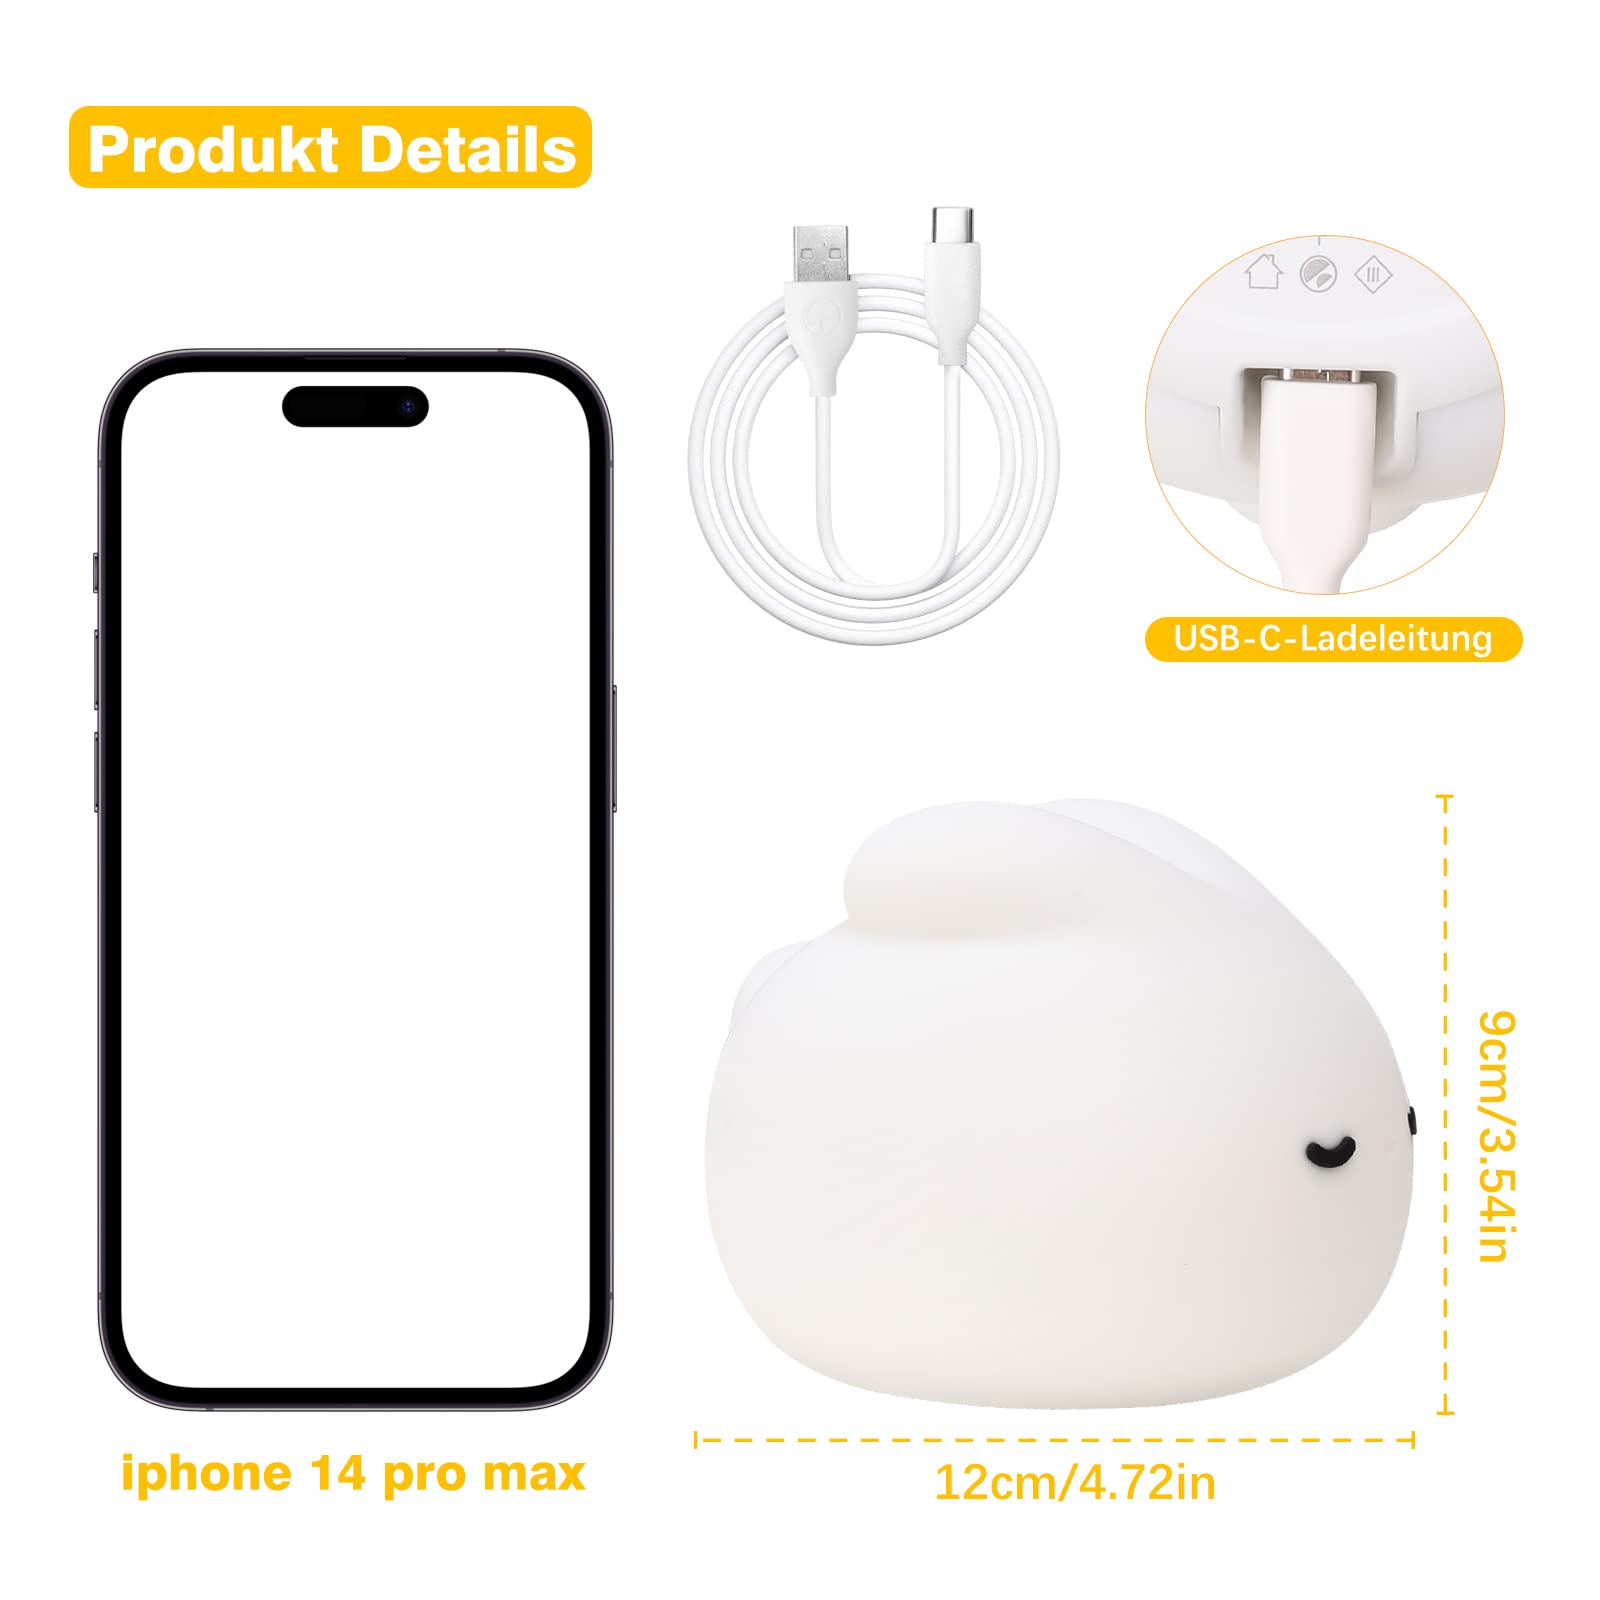 Produkt Details
USB-C-Ladeleitung
9cm/3.54in
12cm/4.72in
iphone 14 pro max